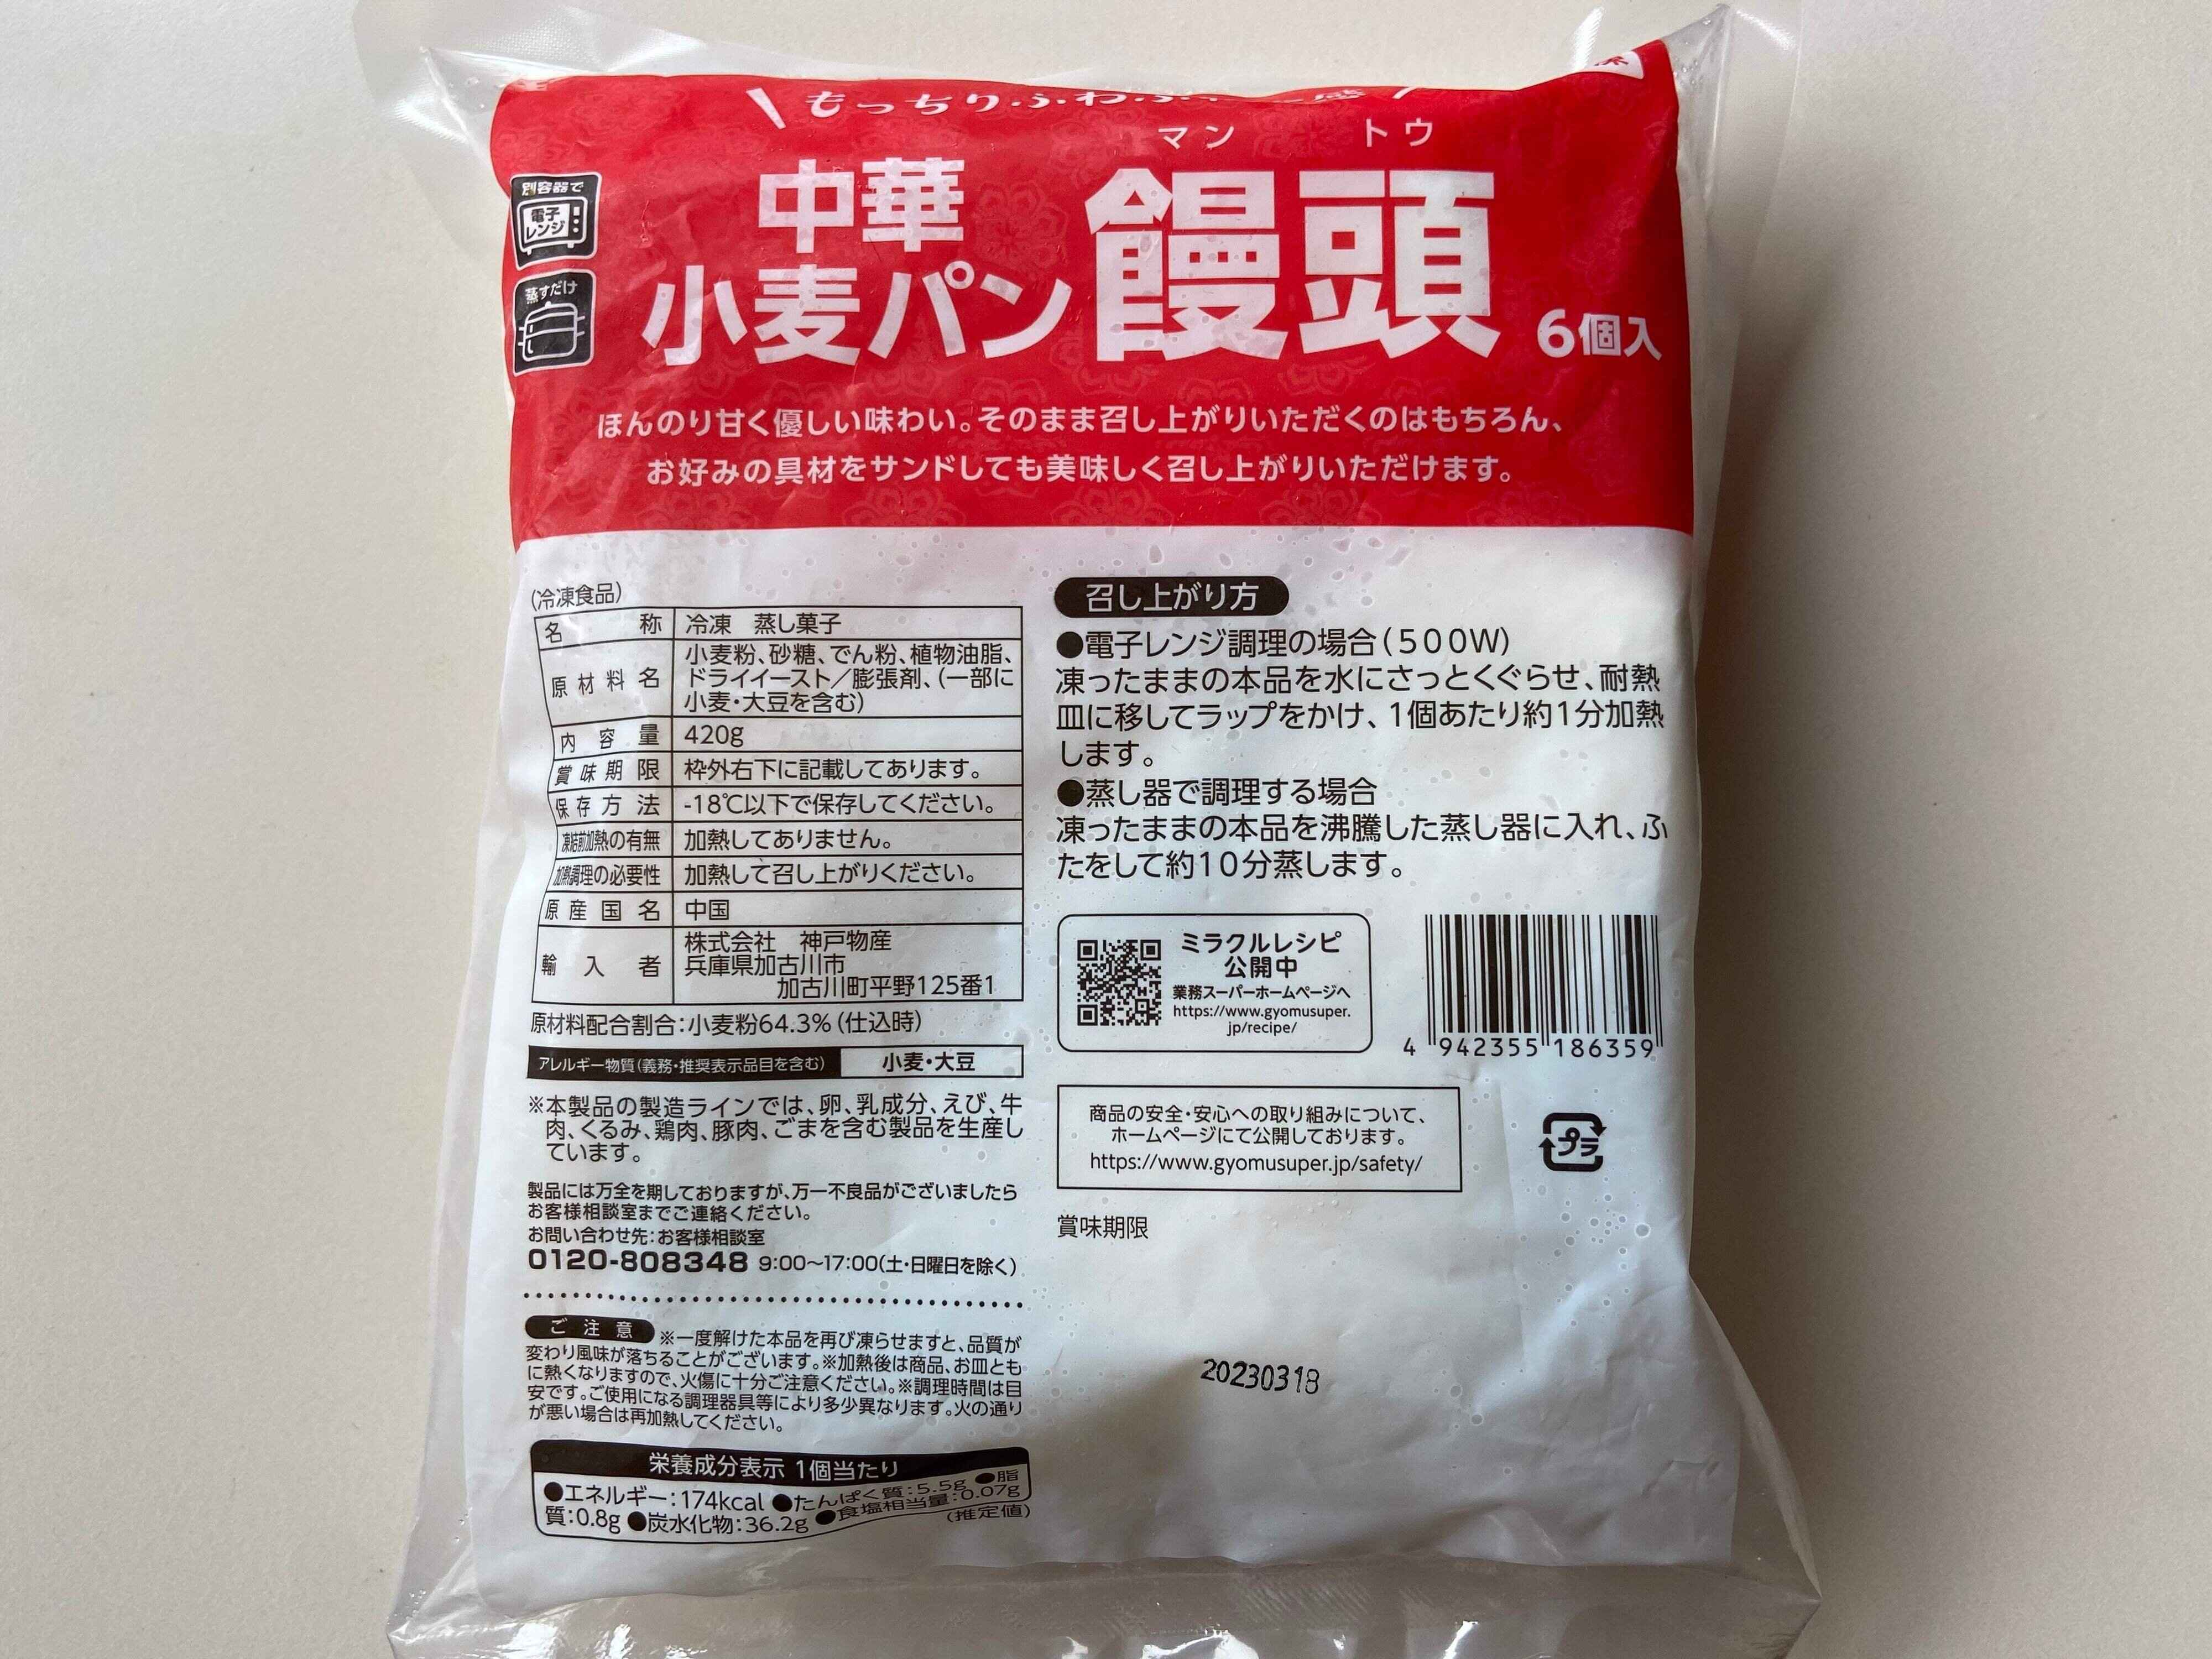 もっちりふわふ
マントウ
別容器で
電子
レンジ
蒸すだけ
中華
小麦パン
饅頭
6個入
ほんのり甘く優しい味わい。そのまま召し上がりいただくのはもちろん、
お好みの具材をサンドしても美味しく召し上がりいただけます。
(冷凍食品)
名称 冷凍 蒸し菓子
原材料名 小麦粉、砂糖、でん粉、植物油脂、
ドライイースト/膨張剤、(一部に
小麦・大豆を含む)
内容量 420g
賞味期限 枠外右下に記載してあります。
保存方法 -18℃以下で保存してください。
凍結前加熱の有無 加熱してありません。
加熱調理の必要性 加熱して召し上がりください。
原産国名 中国
輸入者 株式会社 神戸物産
兵庫県加古川市
加古川町平野125番1
原材料配合割合:小麦粉64.3%(仕込時)
アレルギー物質(義務・推奨表示品目を含む) 小麦・大豆
※本製品の製造ラインでは、卵、乳成分、えび、牛
肉、くるみ、鶏肉、豚肉、ごまを含む製品を生産し
ています。
製品には万全を期しておりますが、万一不良品がございましたら
お客様相談室までご連絡ください。
お問い合わせ先:お客様相談室
0120-808348 9:00〜17:00(土・日曜日を除く)
ご注意 ※一度解けた本品を再び凍らせますと、品質が
変わり風味が落ちることがございます。※加熱後は商品、お皿とも
に熱くなりますので、火傷に十分ご注意ください。※調理時間は目
安です。ご使用になる調理器具等により多少異なります。火の通り
が悪い場合は再加熱してください。
栄養成分表示 1個当たり
●エネルギー:174kcal ●たんぱく質:5.5g ●脂
質:0.8g ●炭水化物:36.2g ●食塩相当量:0.07g
(推定値)
召し上がり方
●電子レンジ調理の場合(500W)
凍ったままの本品を水にさっとくぐらせ、耐熱
皿に移してラップをかけ、1個あたり約1分加熱
します。
●蒸し器で調理する場合
凍ったままの本品を沸騰した蒸し器に入れ、ふ
たをして約10分蒸します。
ミラクルレシピ
公開中
業務スーパーホームページへ
https://www.gyomusuper.
jp/recipe/
4 942355 186359
商品の安全・安心への取り組みについて、
ホームページにて公開しております。
https://www.gyomusuper.jp/safety/
プラ
賞味期限
20230318